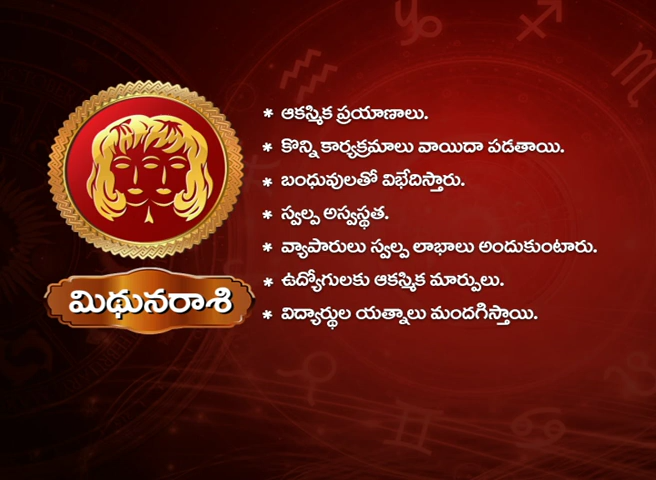 * ఆకస్మిక ప్రయాణాలు.
* కొన్ని కార్యక్రమాలు వాయిదా పడతాయి.
* బంధువులతో విభేదిస్తారు.
* స్వల్ప అస్వస్థత.
* వ్యాపారులు స్వల్ప లాభాలు అందుకుంటారు.
* ఉద్యోగులకు ఆకస్మిక మార్పులు.
* విద్యార్థుల యత్నాలు మందగిస్తాయి.
మిథునరాశి